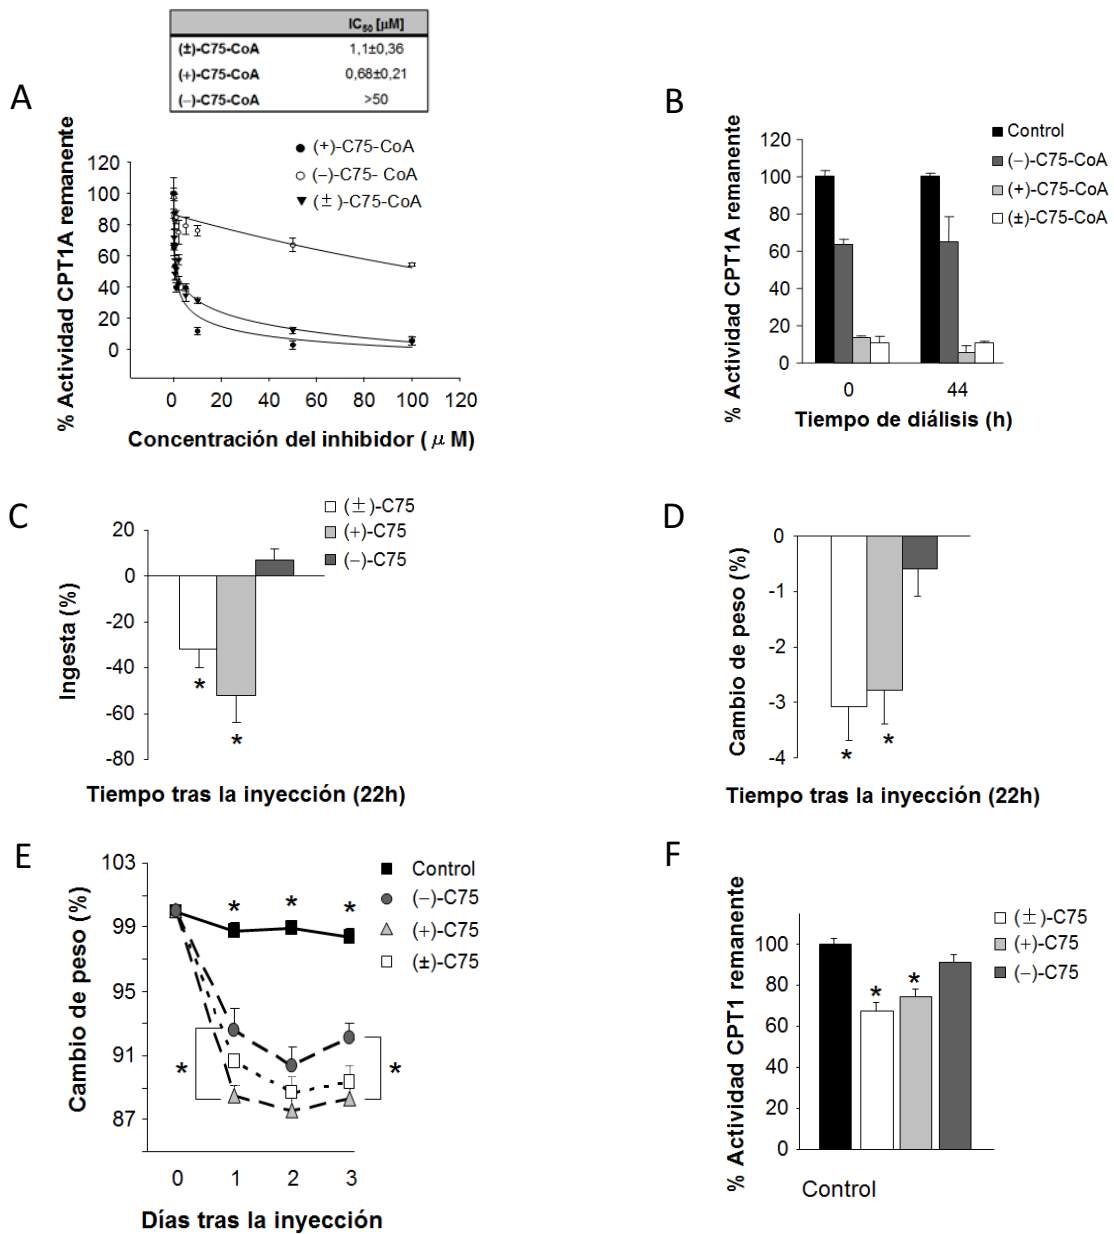 IC50 [µM]
(±)-C75-CoA 1,1±0,36
(+)-C75-CoA 0,68±0,21
(−)-C75-CoA >50
A
(+)-C75-CoA
(−)-C75- CoA
(±)-C75-CoA
% Actividad CPT1A remanente
120
100
80
60
40
20
0
0 20 40 60 80 100 120
Concentración del inhibidor (μ M)
B
Control
(−)-C75-CoA
(+)-C75-CoA
(±)-C75-CoA
% Actividad CPT1A remanente
120
100
80
60
40
20
0
0 44
Tiempo de diálisis (h)
C
(±)-C75
(+)-C75
(−)-C75
Ingesta (%)
20
0
-20
-40
-60
-80
*
*
Tiempo tras la inyección (22h)
D
Cambio de peso (%)
0
-1
-2
-3
-4
* *
Tiempo tras la inyección (22h)
E
Control
(−)-C75
(+)-C75
(±)-C75
Cambio de peso (%)
103
99
95
91
87
* * *
* *
0 1 2 3
Días tras la inyección
F
(±)-C75
(+)-C75
(−)-C75
% Actividad CPT1 remanente
100
80
60
40
20
0
* *
Control